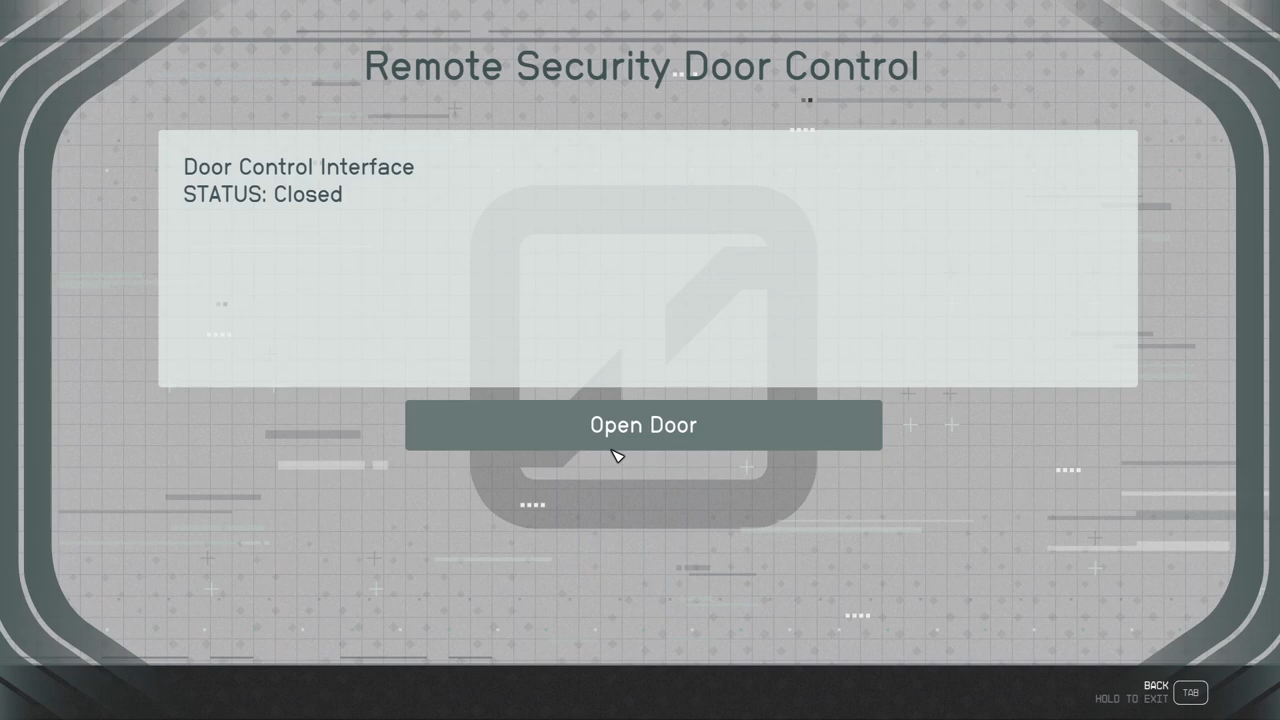 Remote Security Door Control
Door Control Interface
STATUS: Closed
Open Door
BACK
HOLD TO EXIT
TAB